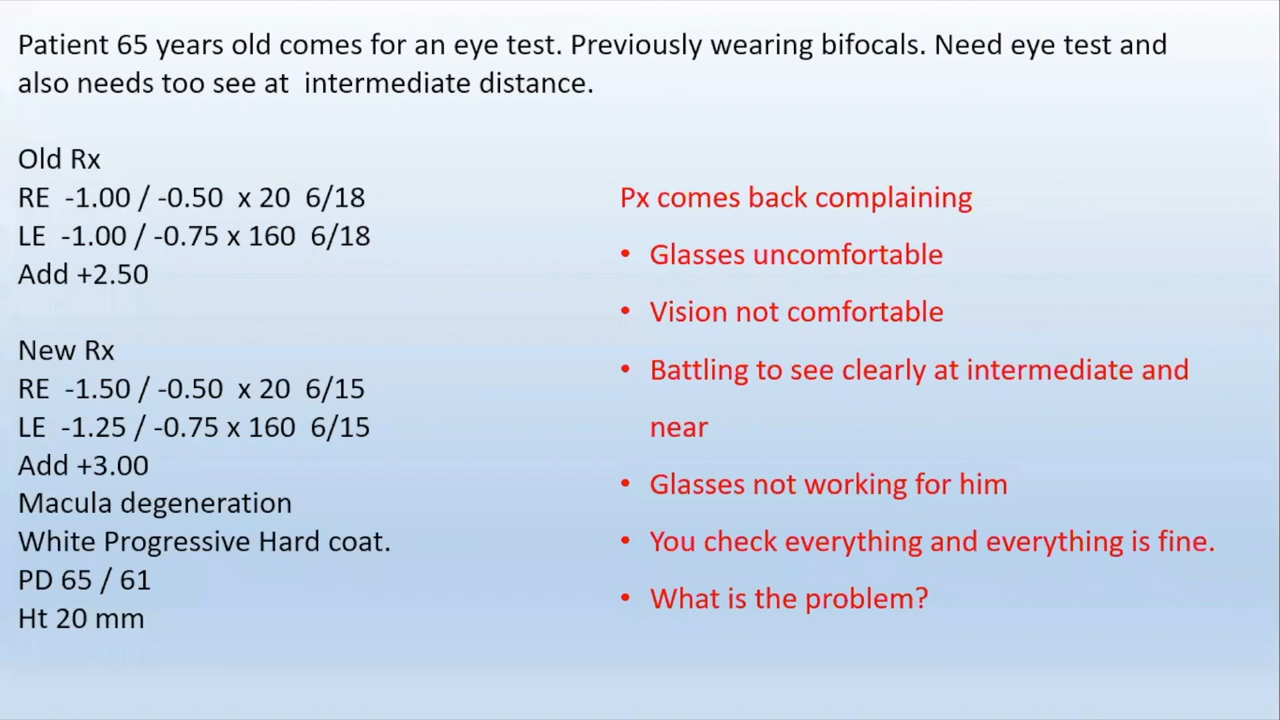 Patient 65 years old comes for an eye test. Previously wearing bifocals. Need eye test and
also needs too see at intermediate distance.
Old Rx
RE -1.00 / -0.50 x 20 6/18
LE -1.00 / -0.75 x 160 6/18
Add +2.50
New Rx
RE -1.50 / -0.50 x 20 6/15
LE -1.25 / -0.75 x 160 6/15
Add +3.00
Macula degeneration
White Progressive Hard coat.
PD 65 / 61
Ht 20 mm
Px comes back complaining
• Glasses uncomfortable
• Vision not comfortable
• Battling to see clearly at intermediate and
near
• Glasses not working for him
• You check everything and everything is fine.
• What is the problem?